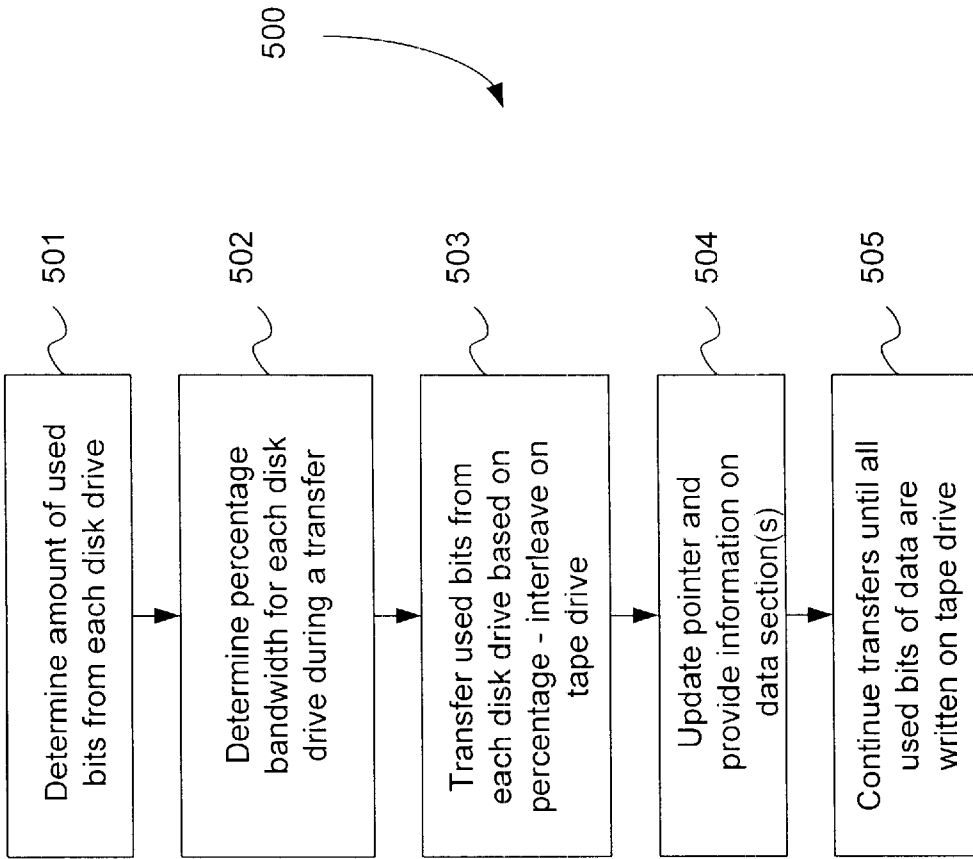 500
501
Determine amount of used
bits from each disk drive
502
Determine percentage
bandwidth for each disk
drive during a transfer
503
Transfer used bits from
each disk drive based on
percentage - interleave on
tape drive
504
Update pointer and
provide information on
data section(s)
505
Continue transfers until all
used bits of data are
written on tape drive